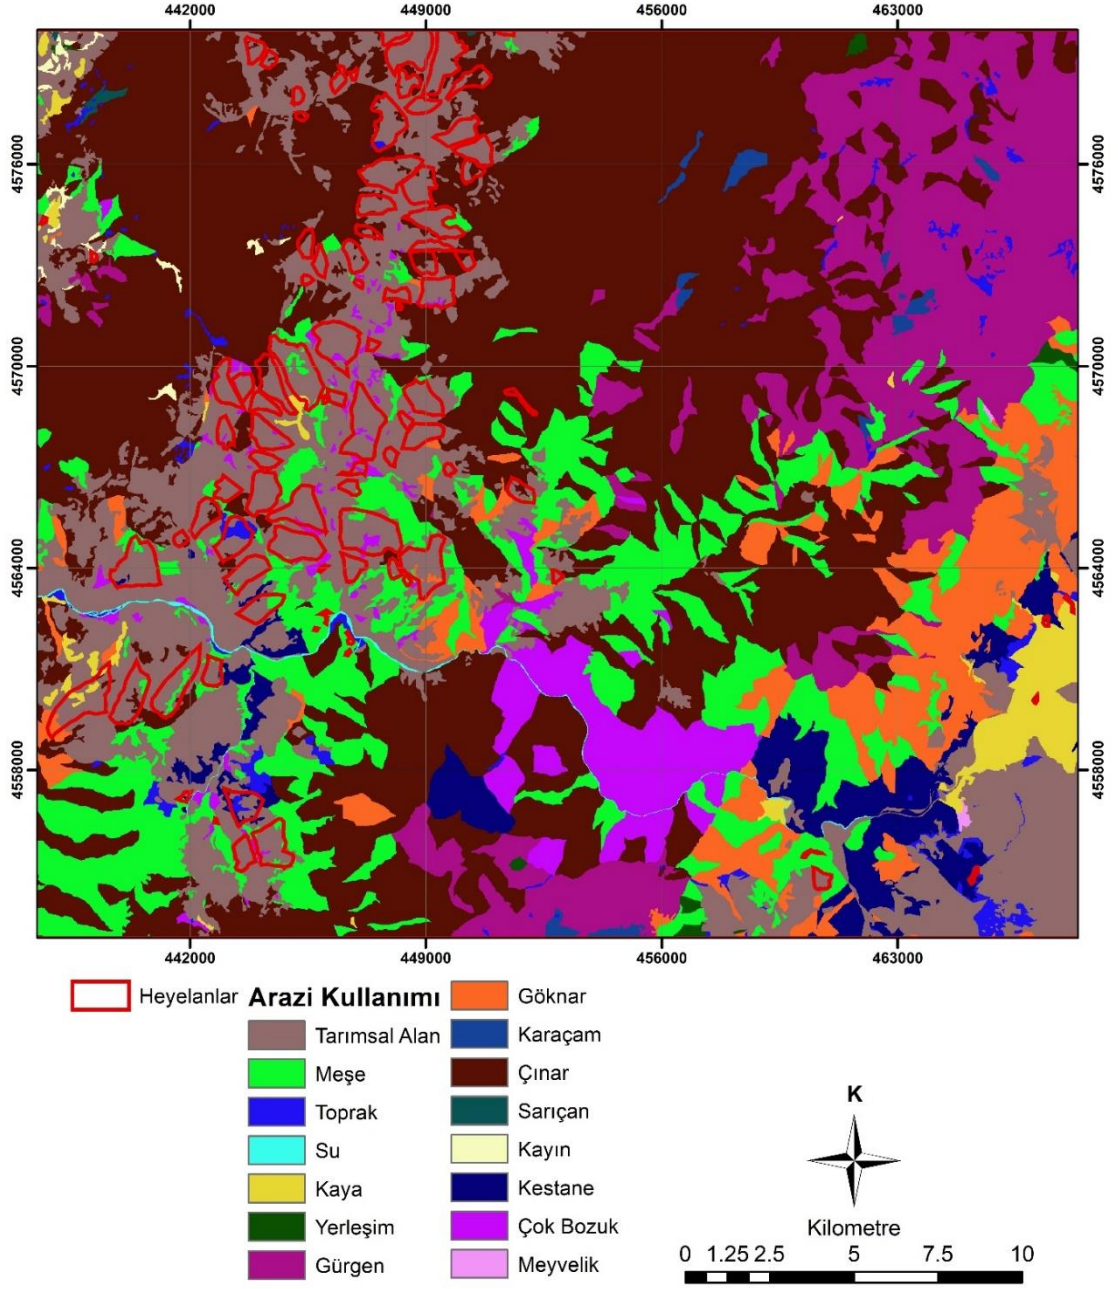 442000 449000 456000 463000
4576000 4576000
4570000 4570000
4564000 4564000
4558000 4558000
442000 449000 456000 463000
Heyelanlar
Arazi Kullanımı
Tarımsal Alan
Meşe
Toprak
Su
Kaya
Yerleşim
Gürgen
Göknar
Karaçam
Çınar
Sarıçan
Kayın
Kestane
Çok Bozuk
Meyvelik
K
Kilometre
0 1.25 2.5 5 7.5 10